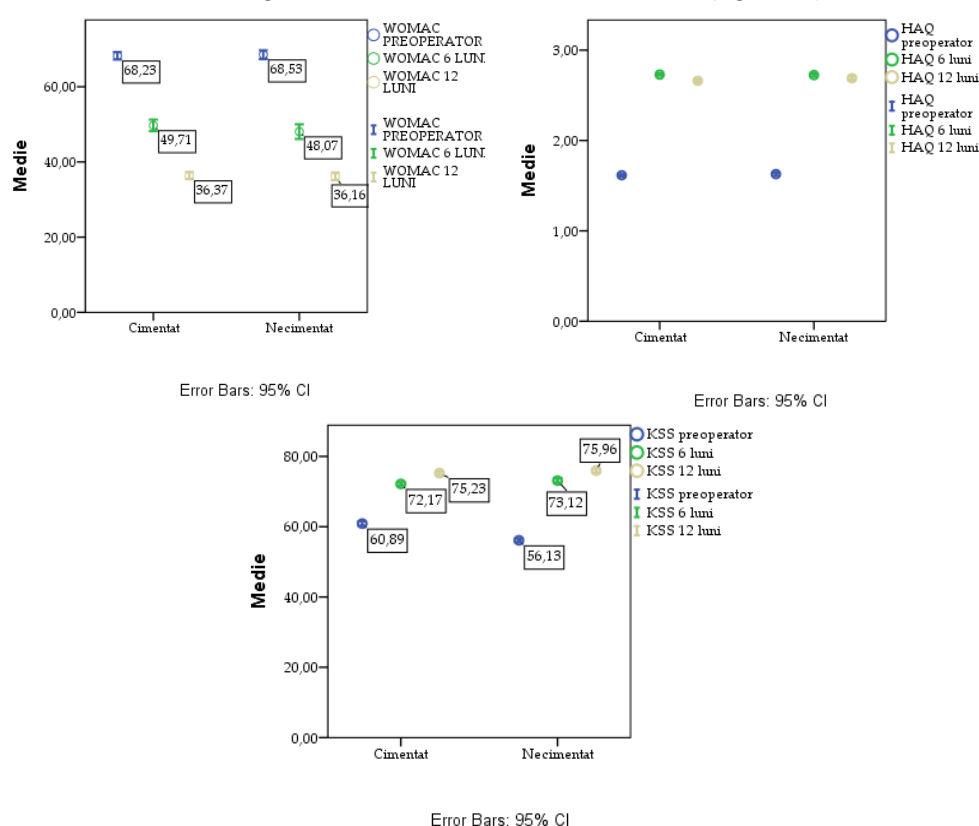 WOMAC
PREOPERATOR
WOMAC 6 LUNI
WOMAC 12
LUNI
WOMAC
PREOPERATOR
WOMAC 6 LUNI
WOMAC 12
LUNI
Medie
60,00
40,00
20,00
0,00
68,23
49,71
36,37
68,53
48,07
36,16
Cimentat
Necimentat
Error Bars: 95% CI
HAQ
preoperator
HAQ 6 luni
HAQ 12 luni
HAQ
preoperator
HAQ 6 luni
HAQ 12 luni
Medie
3,00
2,00
1,00
0,00
Cimentat
Necimentat
Error Bars: 95% CI
KSS preoperator
KSS 6 luni
KSS 12 luni
KSS preoperator
KSS 6 luni
KSS 12 luni
Medie
80,00
60,00
40,00
20,00
0,00
60,89
72,17
75,23
56,13
73,12
75,96
Cimentat
Necimentat
Error Bars: 95% CI